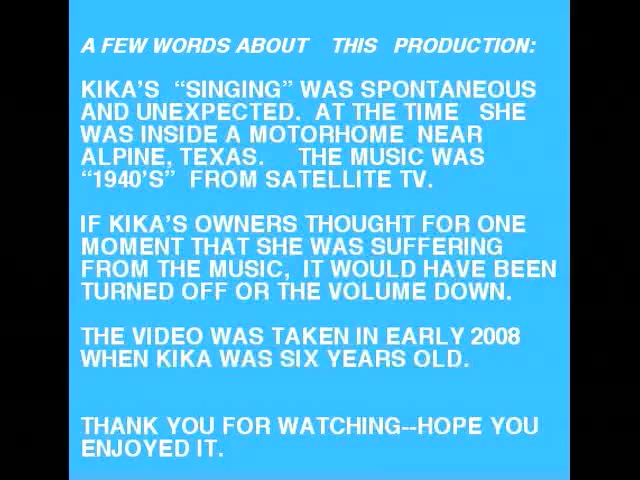 A FEW WORDS ABOUT THIS PRODUCTION:
KIKA'S “SINGING” WAS SPONTANEOUS
AND UNEXPECTED. AT THE TIME SHE
WAS INSIDE A MOTORHOME NEAR
ALPINE, TEXAS. THE MUSIC WAS
“1940'S” FROM SATELLITE TV.
IF KIKA'S OWNERS THOUGHT FOR ONE
MOMENT THAT SHE WAS SUFFERING
FROM THE MUSIC, IT WOULD HAVE BEEN
TURNED OFF OR THE VOLUME DOWN.
THE VIDEO WAS TAKEN IN EARLY 2008
WHEN KIKA WAS SIX YEARS OLD.
THANK YOU FOR WATCHING--HOPE YOU
ENJOYED IT.